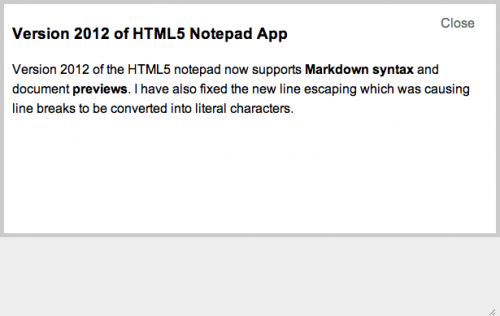 Close
Version 2012 of HTML5 Notepad App
Version 2012 of the HTML5 notepad now supports Markdown syntax and
document previews. I have also fixed the new line escaping which was causing
line breaks to be converted into literal characters.